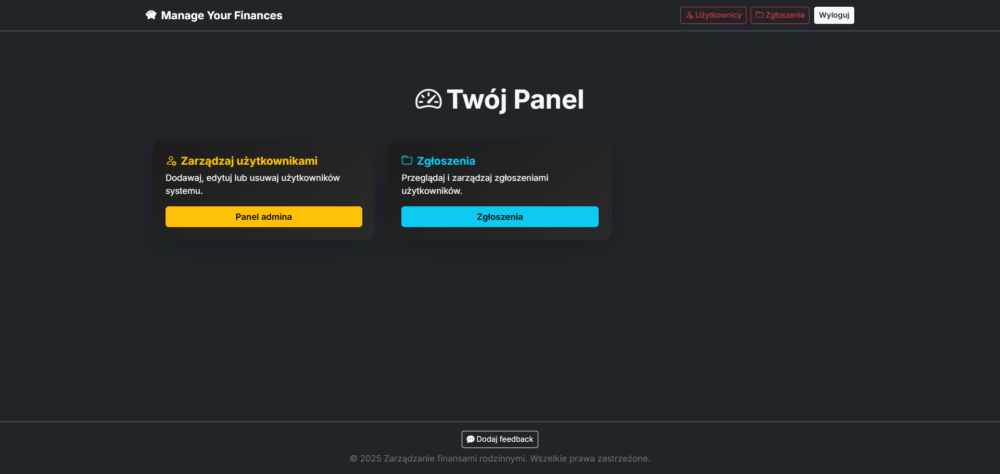 Manage Your Finances
Użytkownicy
Zgłoszenia
Wyloguj
Twój Panel
Zarządzaj użytkownikami
Dodawaj, edytuj lub usuwaj użytkowników
systemu.
Panel admina
Zgłoszenia
Przeglądaj i zarządzaj zgłoszeniami
użytkowników.
Zgłoszenia
Dodaj feedback
© 2025 Zarządzanie finansami rodzinnymi. Wszelkie prawa zastrzeżone.